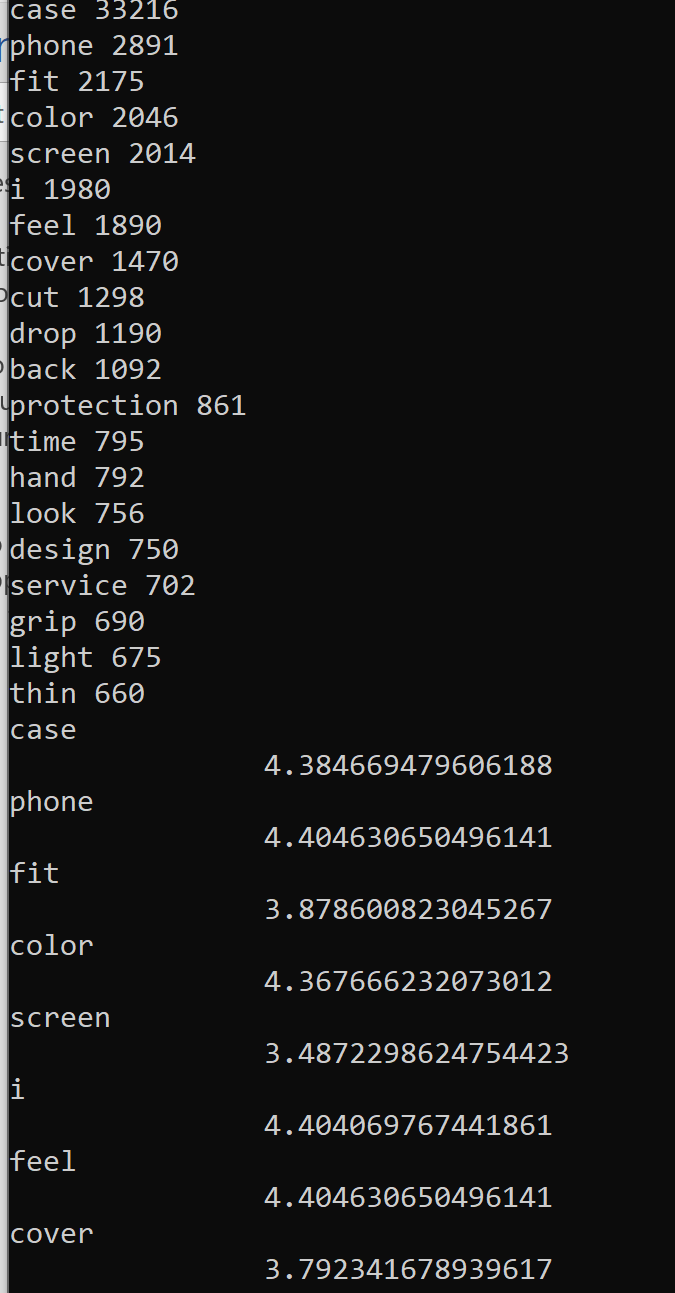 case 33216
phone 2891
fit 2175
color 2046
screen 2014
i 1980
feel 1890
cover 1470
cut 1298
drop 1190
back 1092
protection 861
time 795
hand 792
look 756
design 750
service 702
grip 690
light 675
thin 660
case
4.384669479606188
phone
4.404630650496141
fit
3.878600823045267
color
4.367666232073012
screen
3.4872298624754423
i
4.404069767441861
feel
4.404630650496141
cover
3.792341678939617